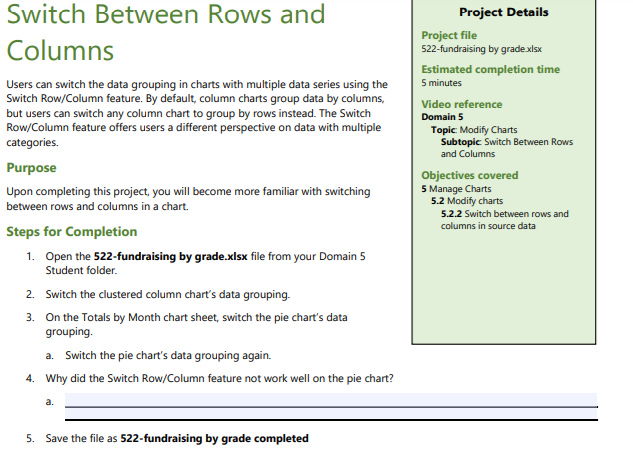 Switch Between Rows and
Columns
Users can switch the data grouping in charts with multiple data series using the
Switch Row/Column feature. By default, column charts group data by columns,
but users can switch any column chart to group by rows instead. The Switch
Row/Column feature offers users a different perspective on data with multiple
categories.
Purpose
Upon completing this project, you will become more familiar with switching
between rows and columns in a chart.
Steps for Completion
1. Open the 522-fundraising by grade.xlsx file from your Domain 5
Student folder.
2. Switch the clustered column chart's data grouping.
3. On the Totals by Month chart sheet, switch the pie chart's data
grouping.
a. Switch the pie chart's data grouping again.
4. Why did the Switch Row/Column feature not work well on the pie chart?
a.
5. Save the file as 522-fundraising by grade completed
Project Details
Project file
522-fundraising by grade.xlsx
Estimated completion time
5 minutes
Video reference
Domain 5
Topic: Modify Charts
Subtopic: Switch Between Rows
and Columns
Objectives covered
5 Manage Charts
5.2 Modify charts
5.2.2 Switch between rows and
columns in source data